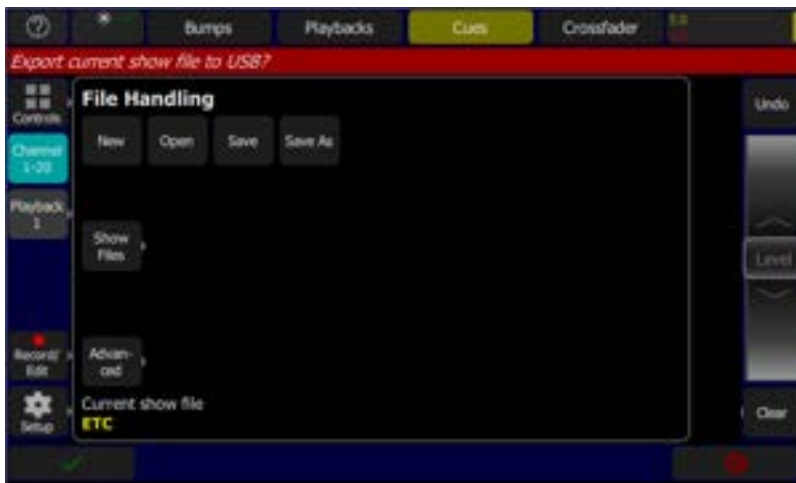 ?
Bumps
Playbacks
Cues
Crossfader
Export current show file to USB?
Controls
File Handling
Undo
New
Open
Save
Save As
Channel
1-20
Playback
1
Show
Files
Level
Record/
Edit
Advan-
ced
Setup
Current show file
ETC
Clear